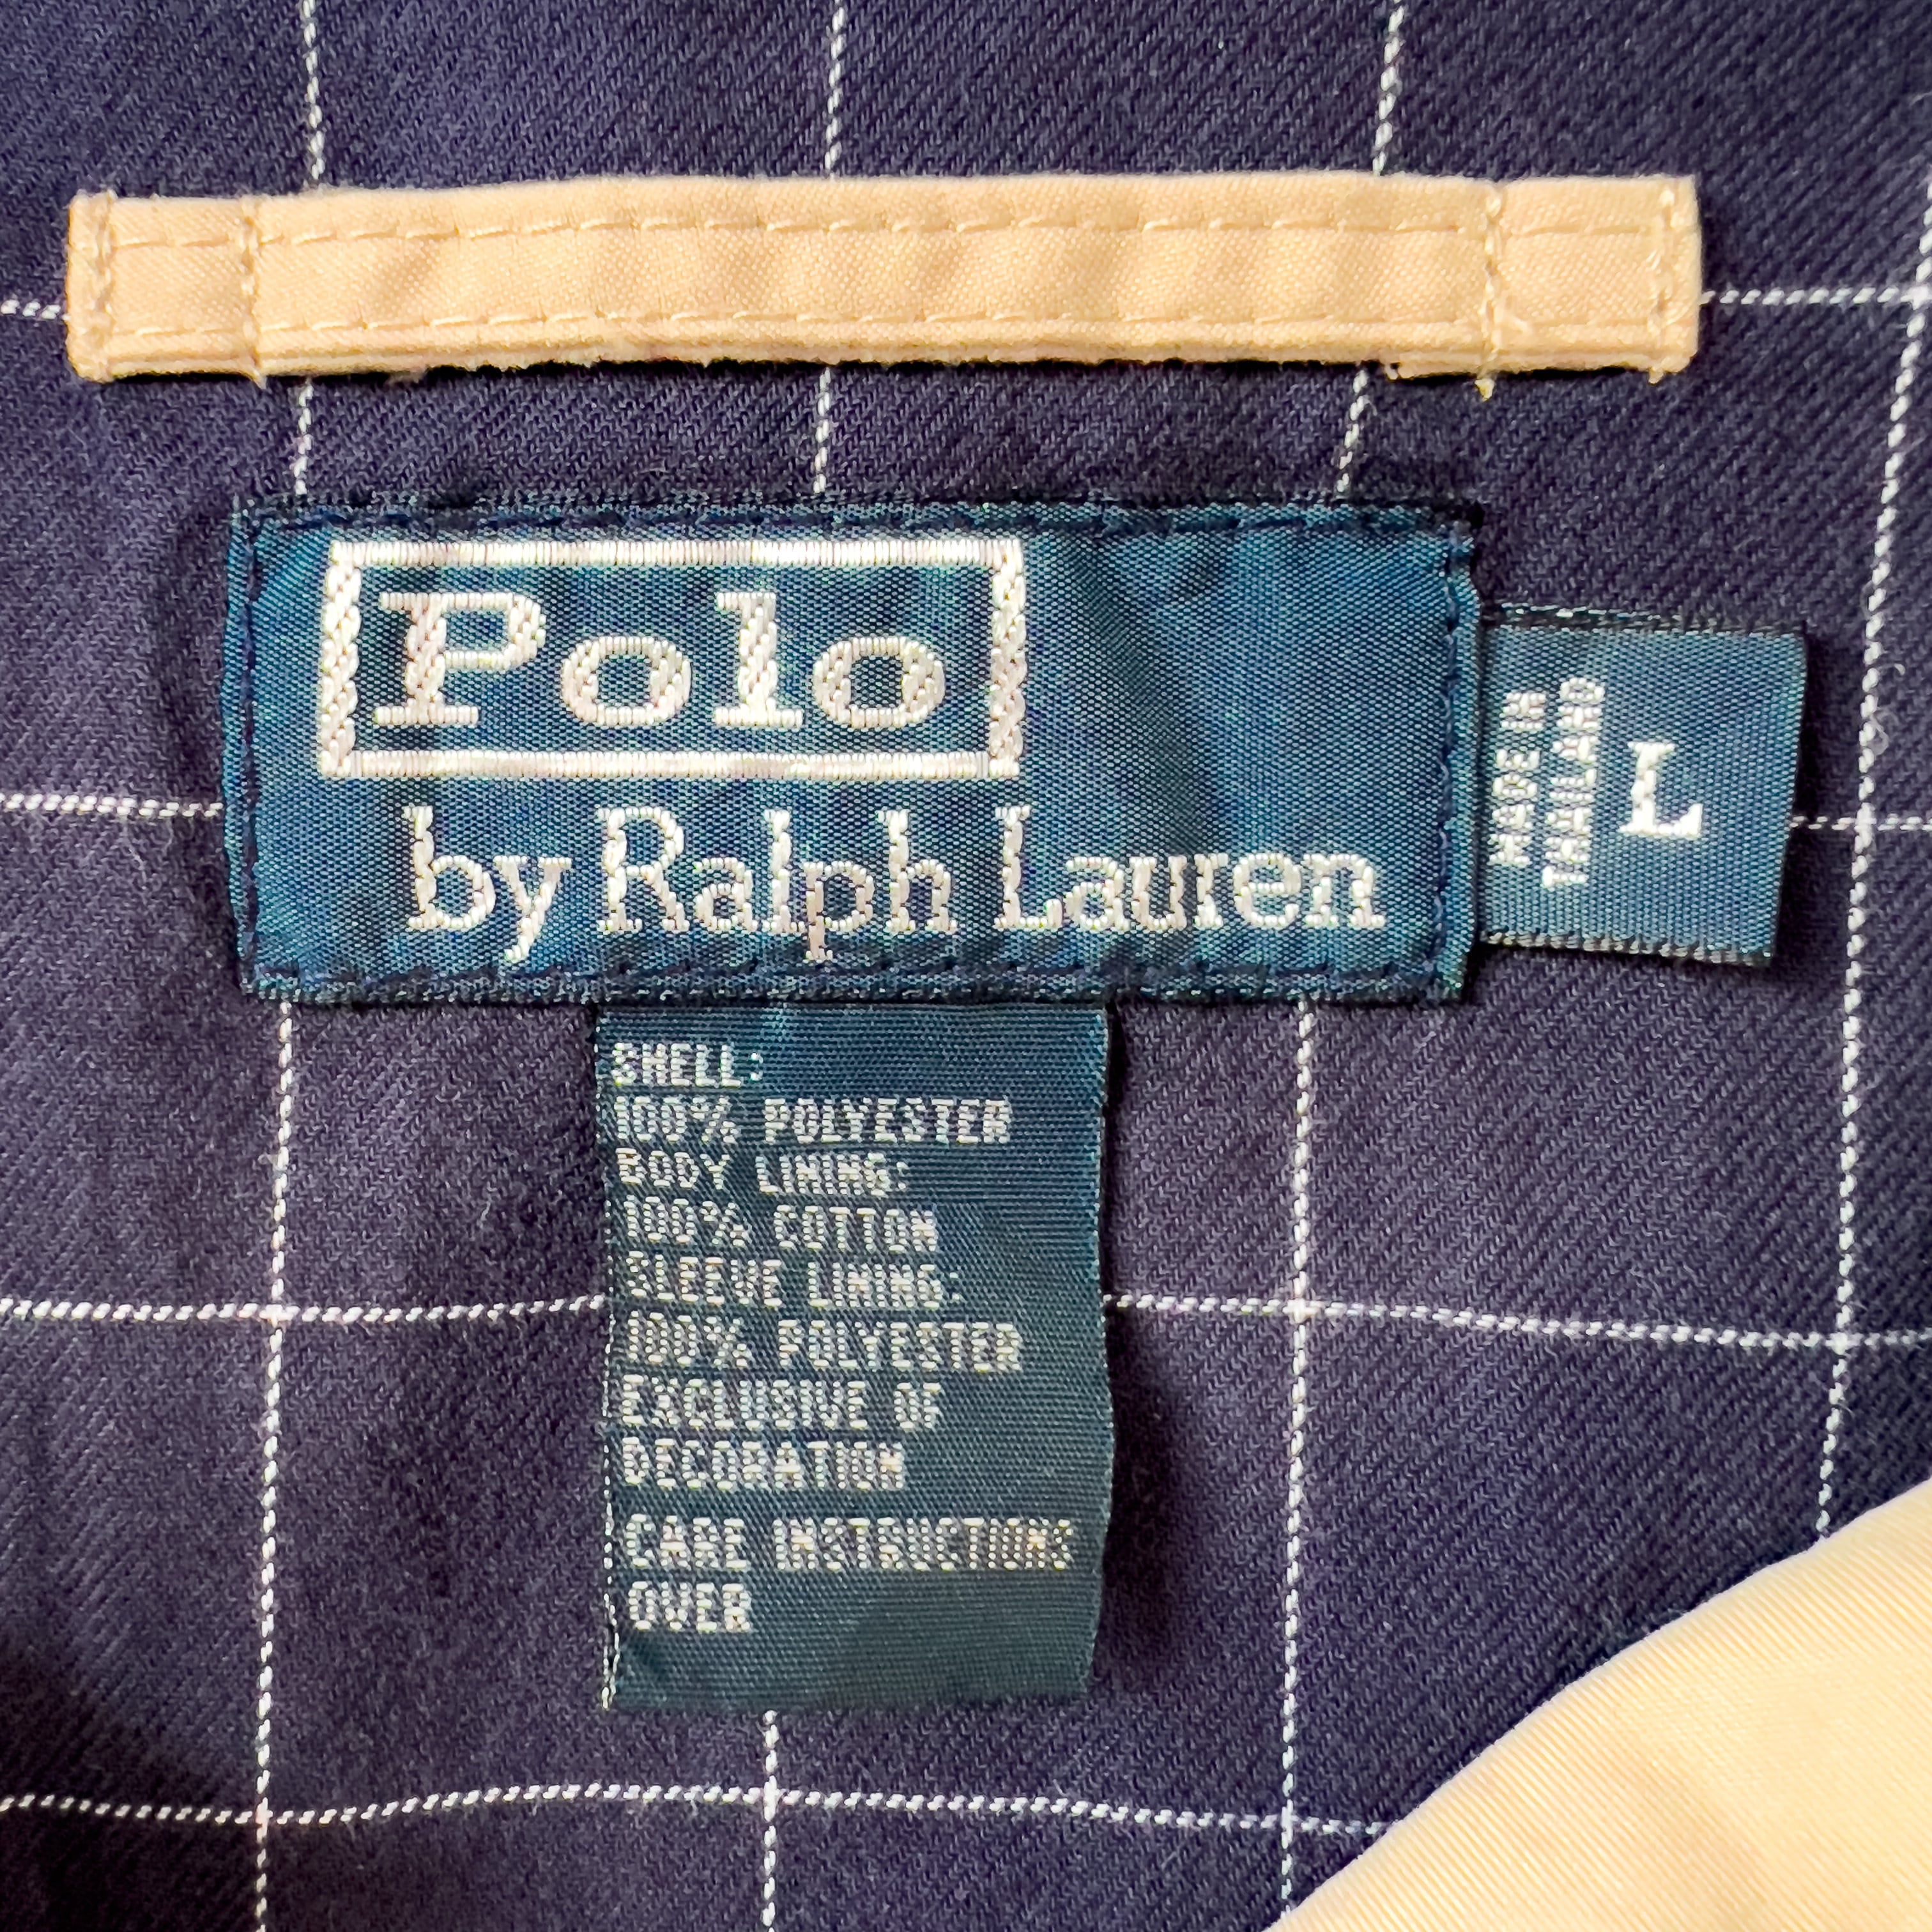 Polo
by Ralph Lauren
MADE IN
THAILAND
L
SHELL:
100% POLYESTER
BODY LINING:
100% COTTON
SLEEVE LINING:
100% POLYESTER
EXCLUSIVE OF
DECORATION
CARE INSTRUCTIONS
OVER